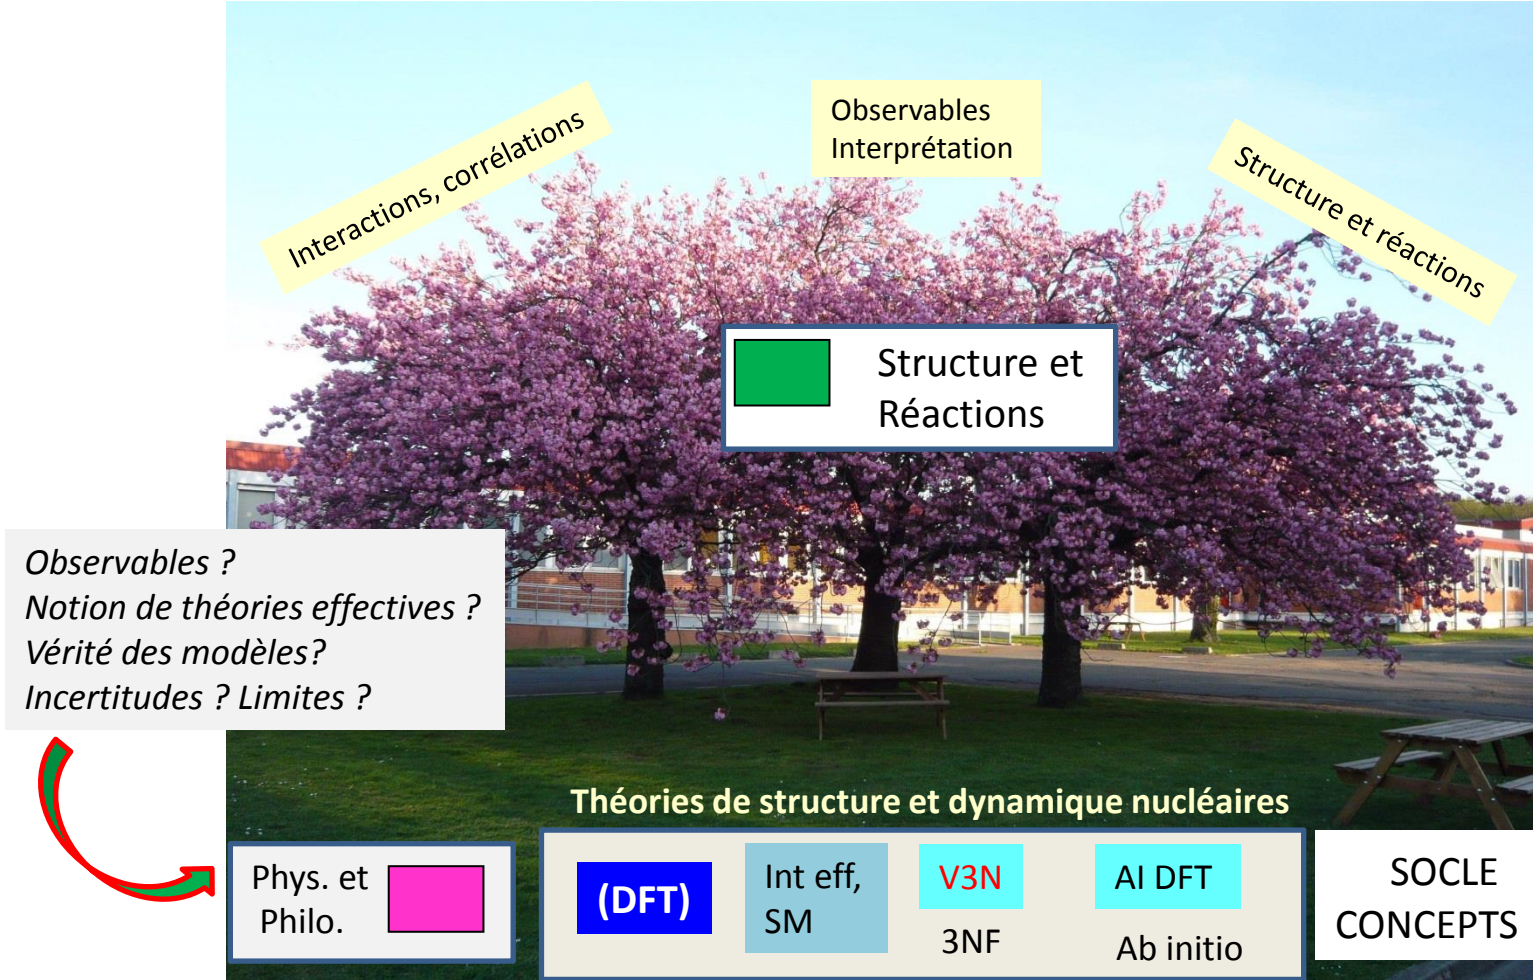 Interactions, corrélations
Observables
Interprétation
Structure et réactions
Structure et
Réactions
Observables ?
Notion de théories effectives ?
Vérité des modèles?
Incertitudes ? Limites ?
Théories de structure et dynamique nucléaires
Phys. et
Philo.
(DFT)
Int eff,
SM
V3N
3NF
AI DFT
Ab initio
SOCLE
CONCEPTS